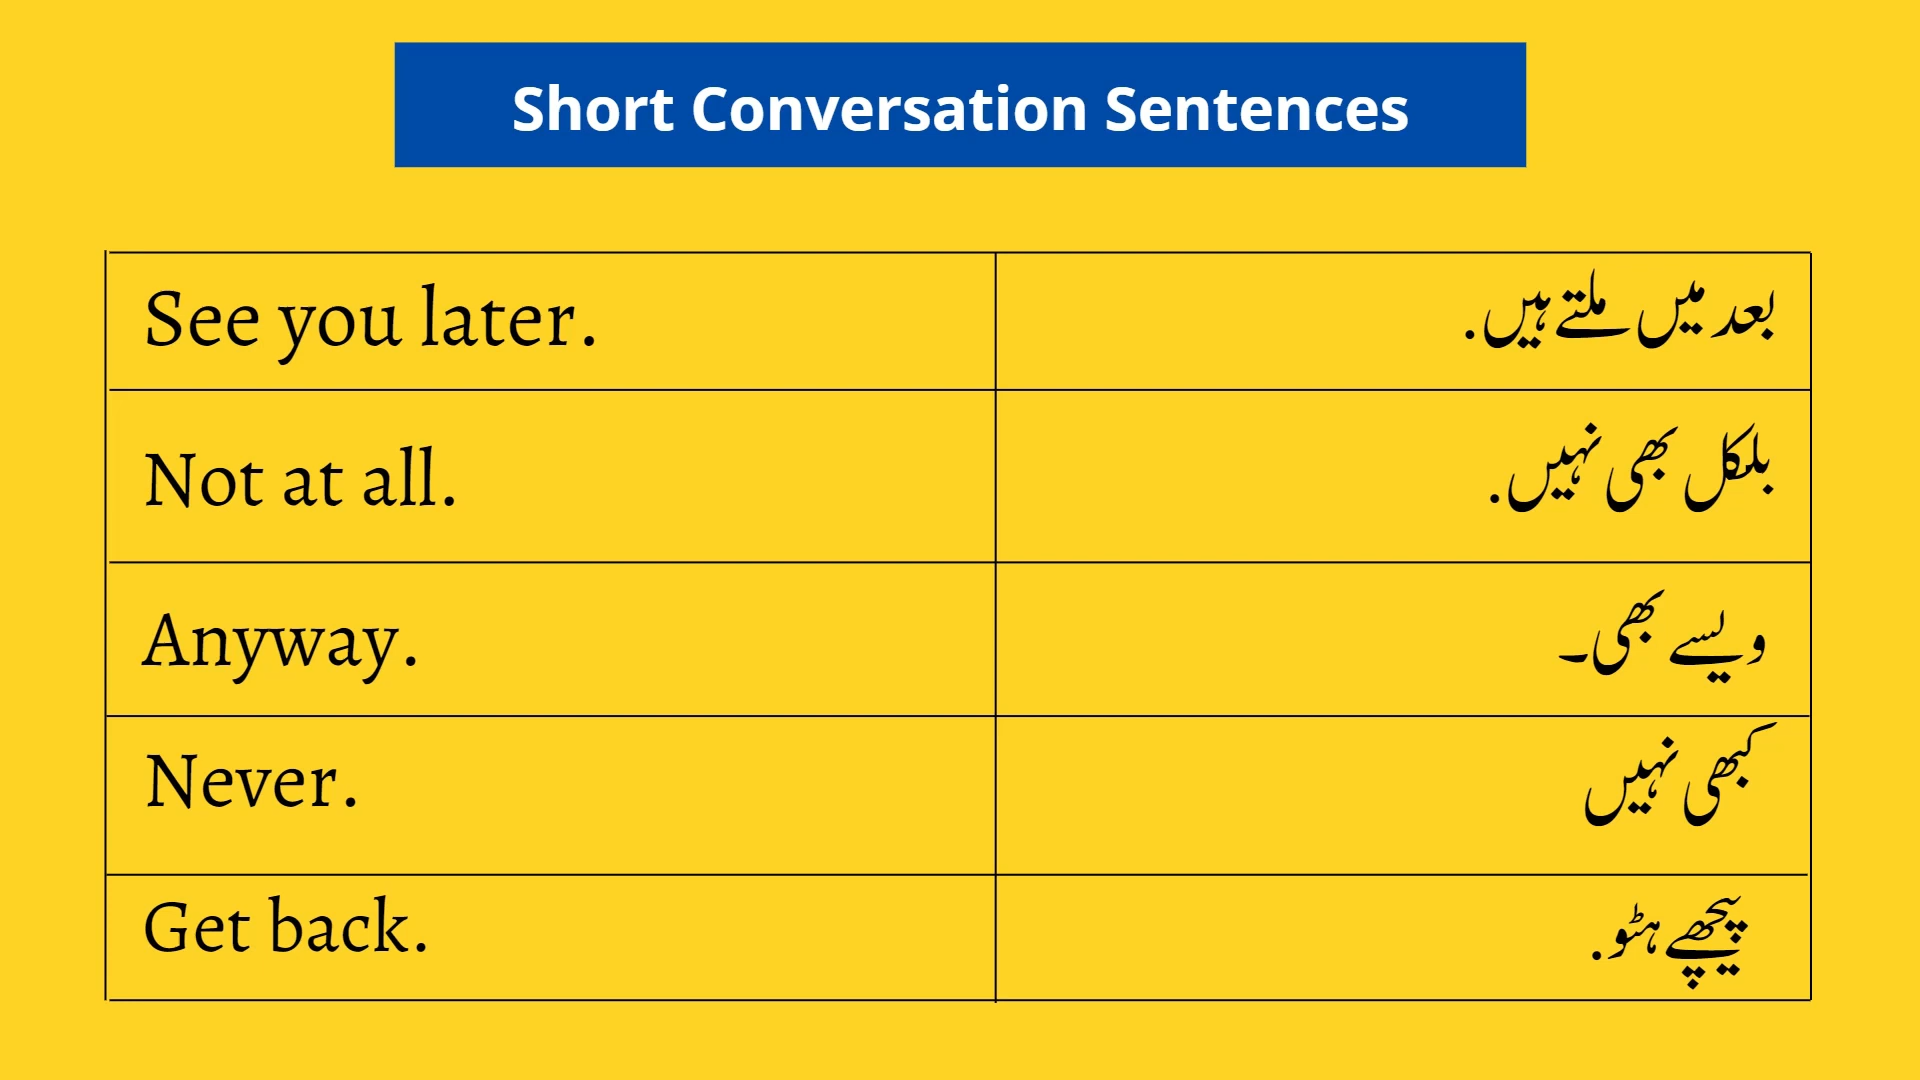 Short Conversation Sentences
See you later.
بعد میں ملتے ہیں.
Not at all.
بلکل بھی نہیں.
Anyway.
ویسے بھی۔
Never.
کبھی نہیں
Get back.
پیچھے ہٹو.